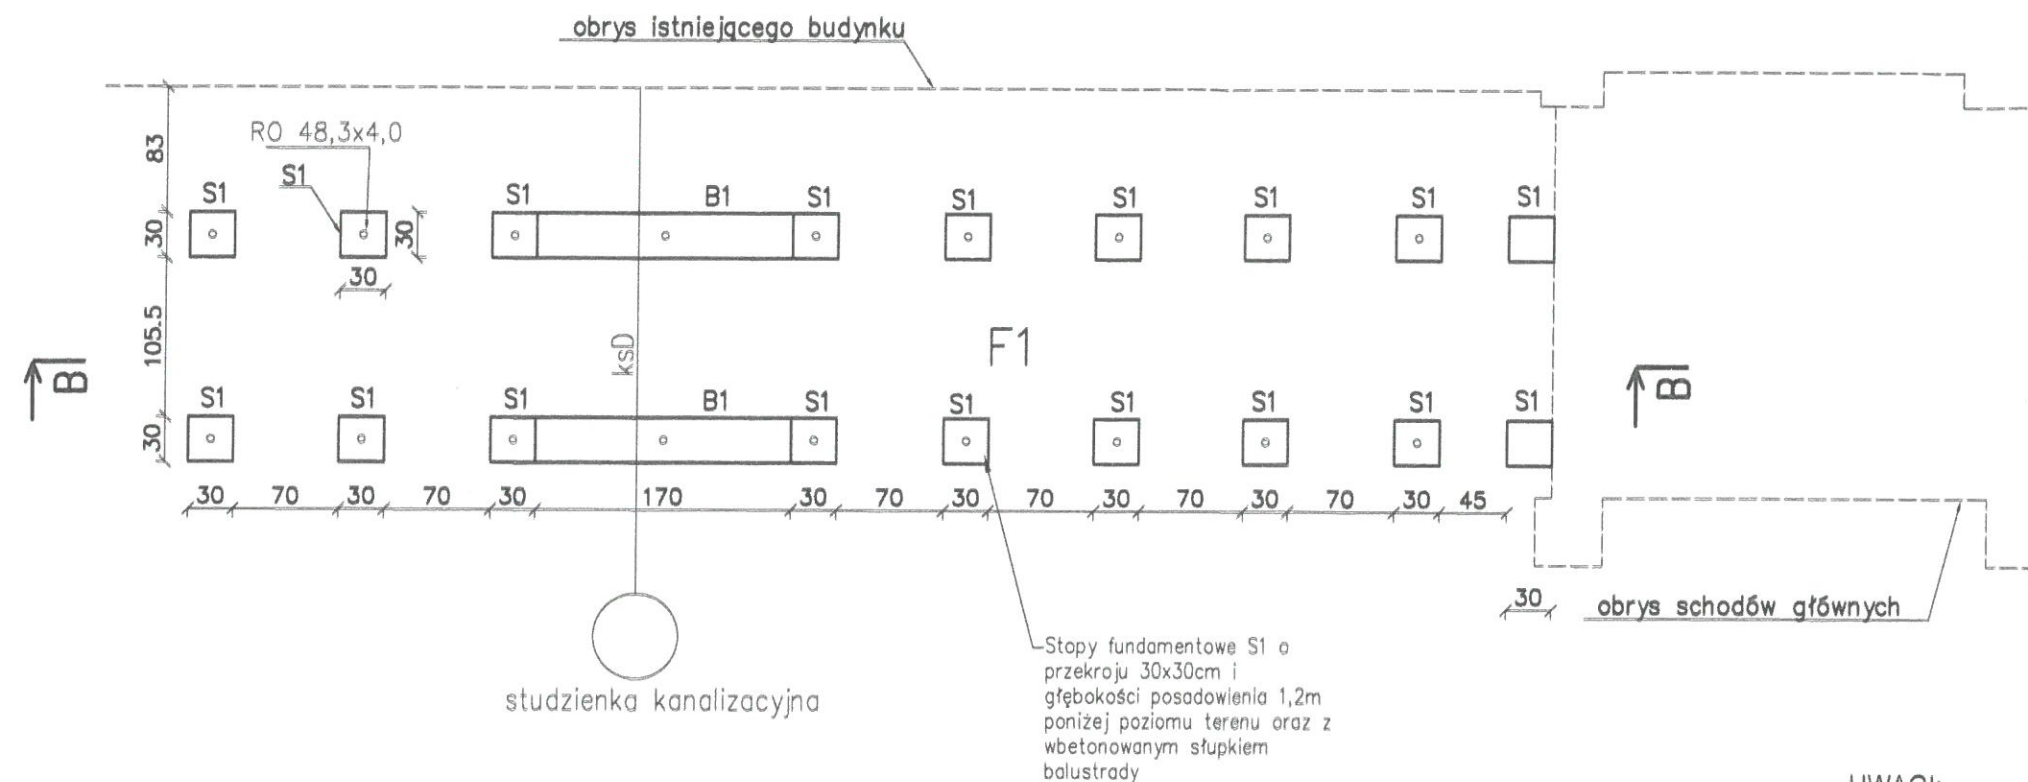 obrys istniejącego budynku
RO 48,3x4,0
83
S1
S1 S1 B1 S1 S1 S1 S1 S1 S1
30
30
30
105.5
ksD
F1
B B
S1 S1 S1 B1 S1 S1 S1 S1 S1 S1
30
30 70 30 70 30 170 30 70 30 70 30 70 30 70 30 45
30
obrys schodów głównych
studzienka kanalizacyjna
Stopy fundamentowe S1 o
przekroju 30x30cm i
głębokości posadowienia 1,2m
poniżej poziomu terenu oraz z
wbetonowanym słupkiem
balustrady
UWAGI: